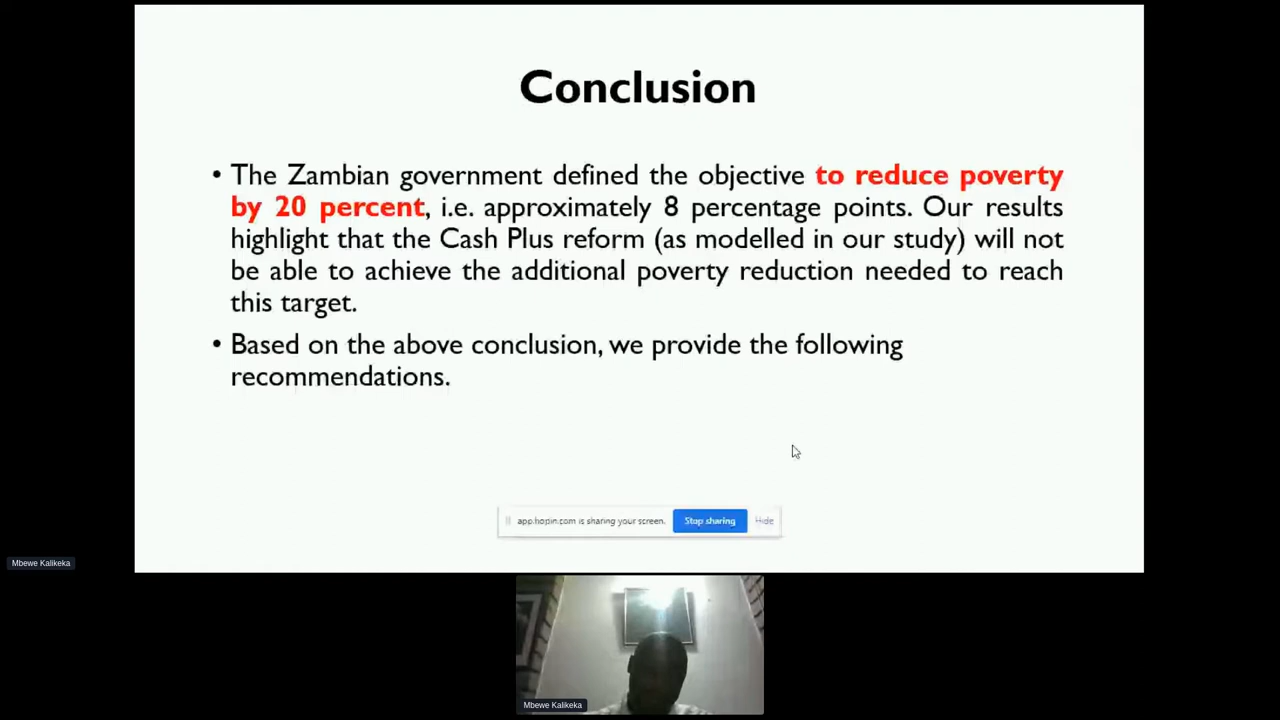 Conclusion
• The Zambian government defined the objective to reduce poverty
by 20 percent, i.e. approximately 8 percentage points. Our results
highlight that the Cash Plus reform (as modelled in our study) will not
be able to achieve the additional poverty reduction needed to reach
this target.
• Based on the above conclusion, we provide the following
recommendations.
app.hopin.com is sharing your screen. Stop sharing Hide
Mbewe Kalikeka
Mbewe Kalikeka